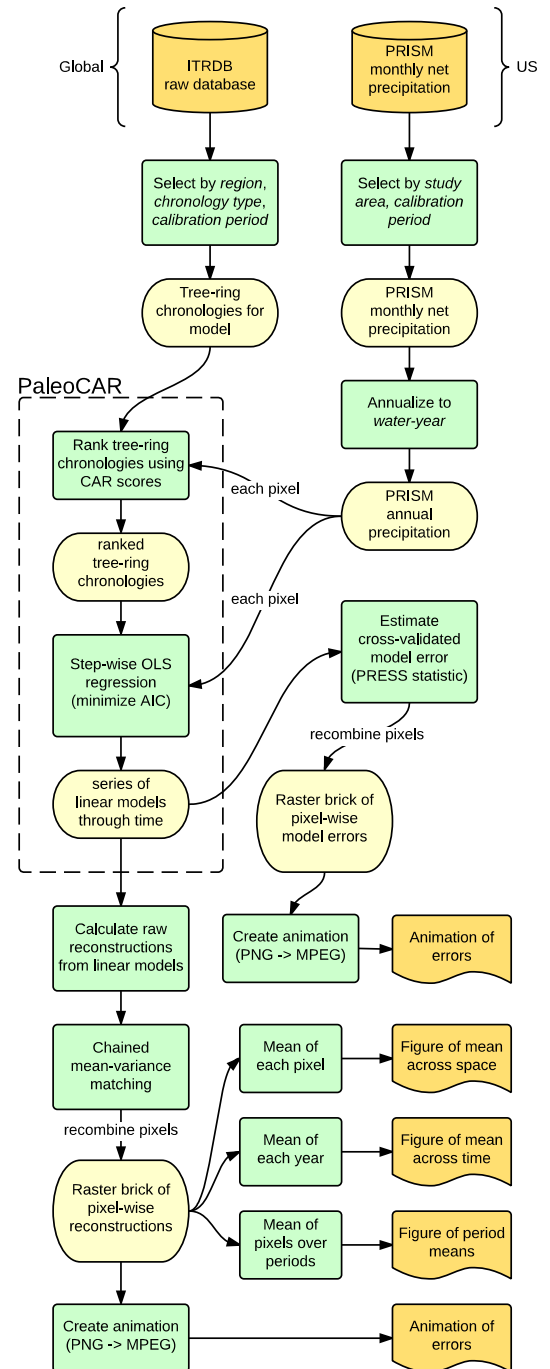 Global
ITRDB
raw database
PRISM
monthly net
precipitation
US
Select by region,
chronology type,
calibration period
Select by study
area, calibration
period
Tree-ring
chronologies for
model
PRISM
monthly net
precipitation
PaleoCAR
Annualize to
water-year
Rank tree-ring
chronologies using
CAR scores
each pixel
PRISM
annual
precipitation
ranked
tree-ring
chronologies
each pixel
Step-wise OLS
regression
(minimize AIC)
Estimate
cross-validated
model error
(PRESS statistic)
recombine pixels
series of
linear models
through time
Raster brick of
pixel-wise
model errors
Calculate raw
reconstructions
from linear models
Create animation
(PNG -> MPEG)
Animation of
errors
Chained
mean-variance
matching
Mean of
each pixel
Figure of mean
across space
recombine pixels
Raster brick of
pixel-wise
reconstructions
Mean of
each year
Figure of mean
across time
Mean of
pixels over
periods
Figure of period
means
Create animation
(PNG -> MPEG)
Animation of
errors